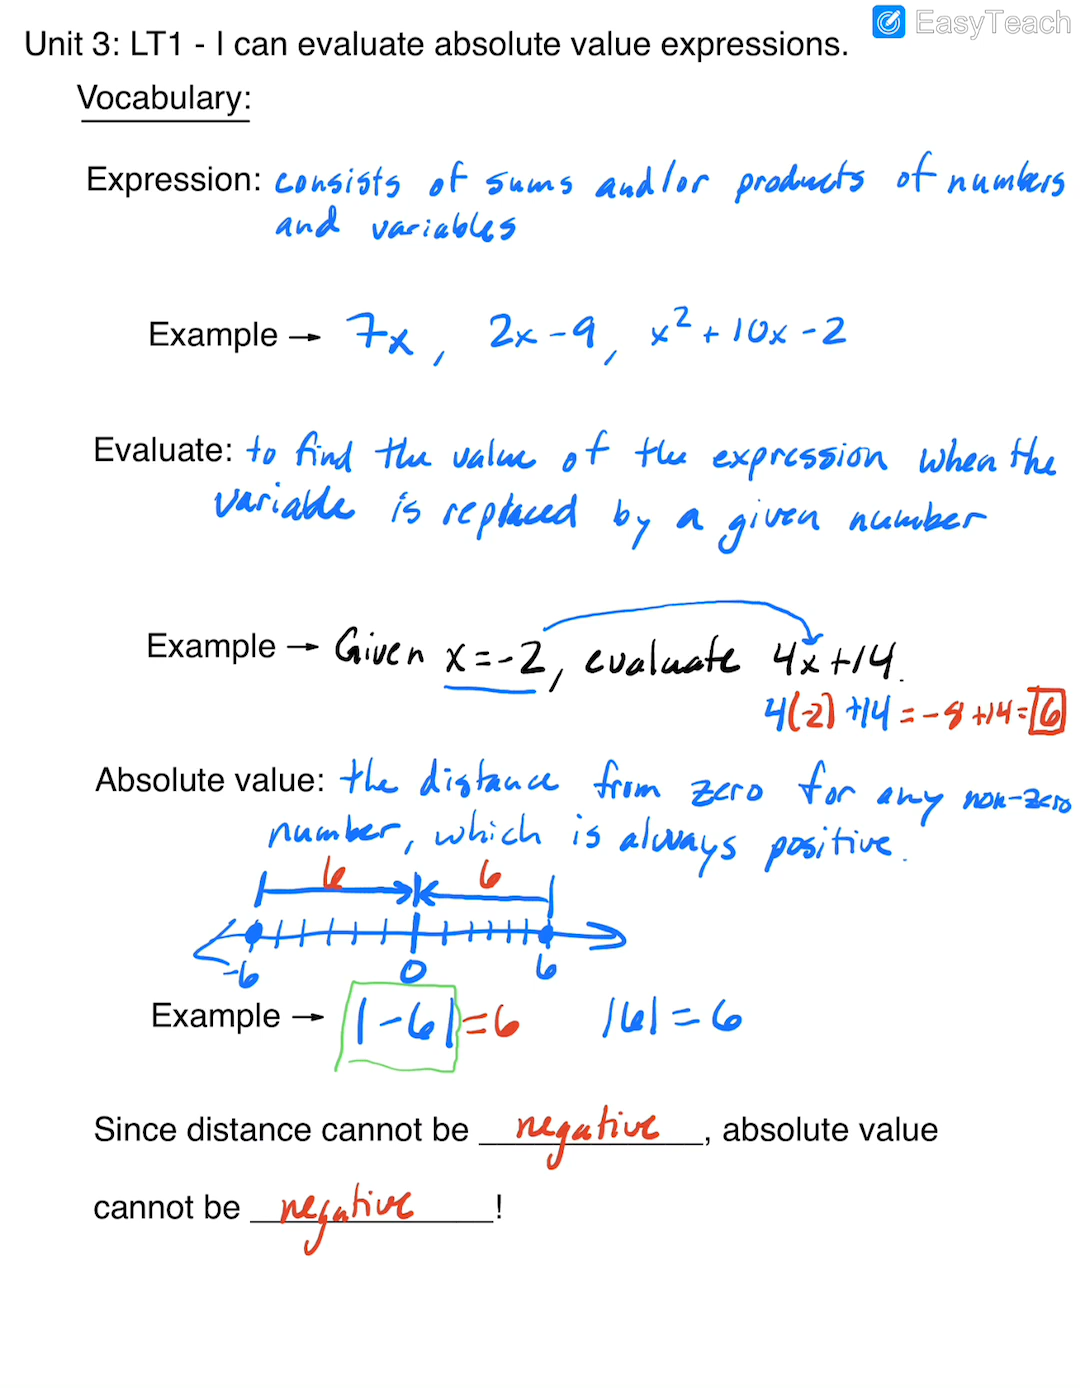 EasyTeach
Unit 3: LT1 - I can evaluate absolute value expressions.
Vocabulary:
Expression: consists of sums and/or products of numbers
and variables
Example → 7x, 2x-9, x² + 10x - 2
Evaluate: to find the value of the expression when the
variable is replaced by a given number
Example → Given x=-2, evaluate 4x+14.
4(-2) +14 = -8 +14 = 6
Absolute value: the distance from zero for any non-zero
number, which is always positive.
6 6
-6 0 6
Example → |-6| = 6 |6| = 6
Since distance cannot be negative, absolute value
cannot be negative!